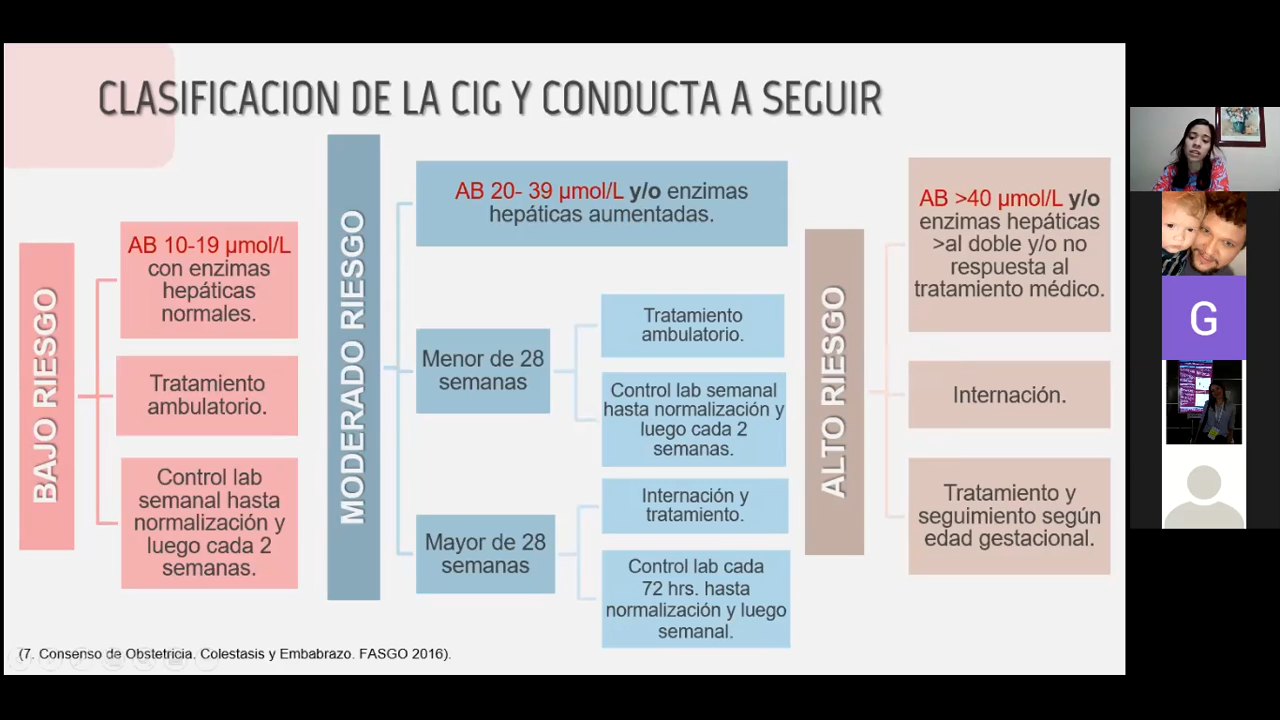 CLASIFICACION DE LA CIG Y CONDUCTA A SEGUIR
BAJO RIESGO
AB 10-19 µmol/L
con enzimas
hepáticas
normales.
Tratamiento
ambulatorio.
Control lab
semanal hasta
normalización y
luego cada 2
semanas.
MODERADO RIESGO
AB 20- 39 µmol/L y/o enzimas
hepáticas aumentadas.
Menor de 28
semanas
Tratamiento
ambulatorio.
Control lab semanal
hasta normalización y
luego cada 2
semanas.
Mayor de 28
semanas
Internación y
tratamiento.
Control lab cada
72 hrs. hasta
normalización y luego
semanal.
ALTO RIESGO
AB >40 µmol/L y/o
enzimas hepáticas
>al doble y/o no
respuesta al
tratamiento médico.
Internación.
Tratamiento y
seguimiento según
edad gestacional.
(7. Consenso de Obstetricia. Colestasis y Embabrazo. FASGO 2016).
G